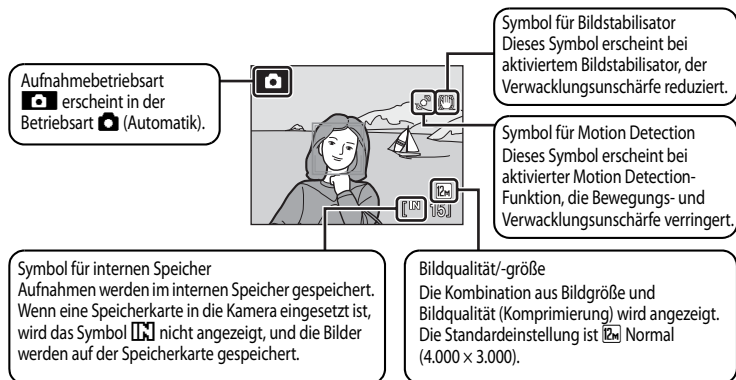 Aufnahmebetriebsart
erscheint in der
Betriebsart (Automatik).
Symbol für Bildstabilisator
Dieses Symbol erscheint bei
aktiviertem Bildstabilisator, der
Verwacklungsunschärfe reduziert.
Symbol für Motion Detection
Dieses Symbol erscheint bei
aktivierter Motion Detection-
Funktion, die Bewegungs- und
Verwacklungsunschärfe verringert.
12M
[IN 15]
Symbol für internen Speicher
Aufnahmen werden im internen Speicher gespeichert.
Wenn eine Speicherkarte in die Kamera eingesetzt ist,
wird das Symbol IN nicht angezeigt, und die Bilder
werden auf der Speicherkarte gespeichert.
Bildqualität/-größe
Die Kombination aus Bildgröße und
Bildqualität (Komprimierung) wird angezeigt.
Die Standardeinstellung ist 12M Normal
(4.000 × 3.000).